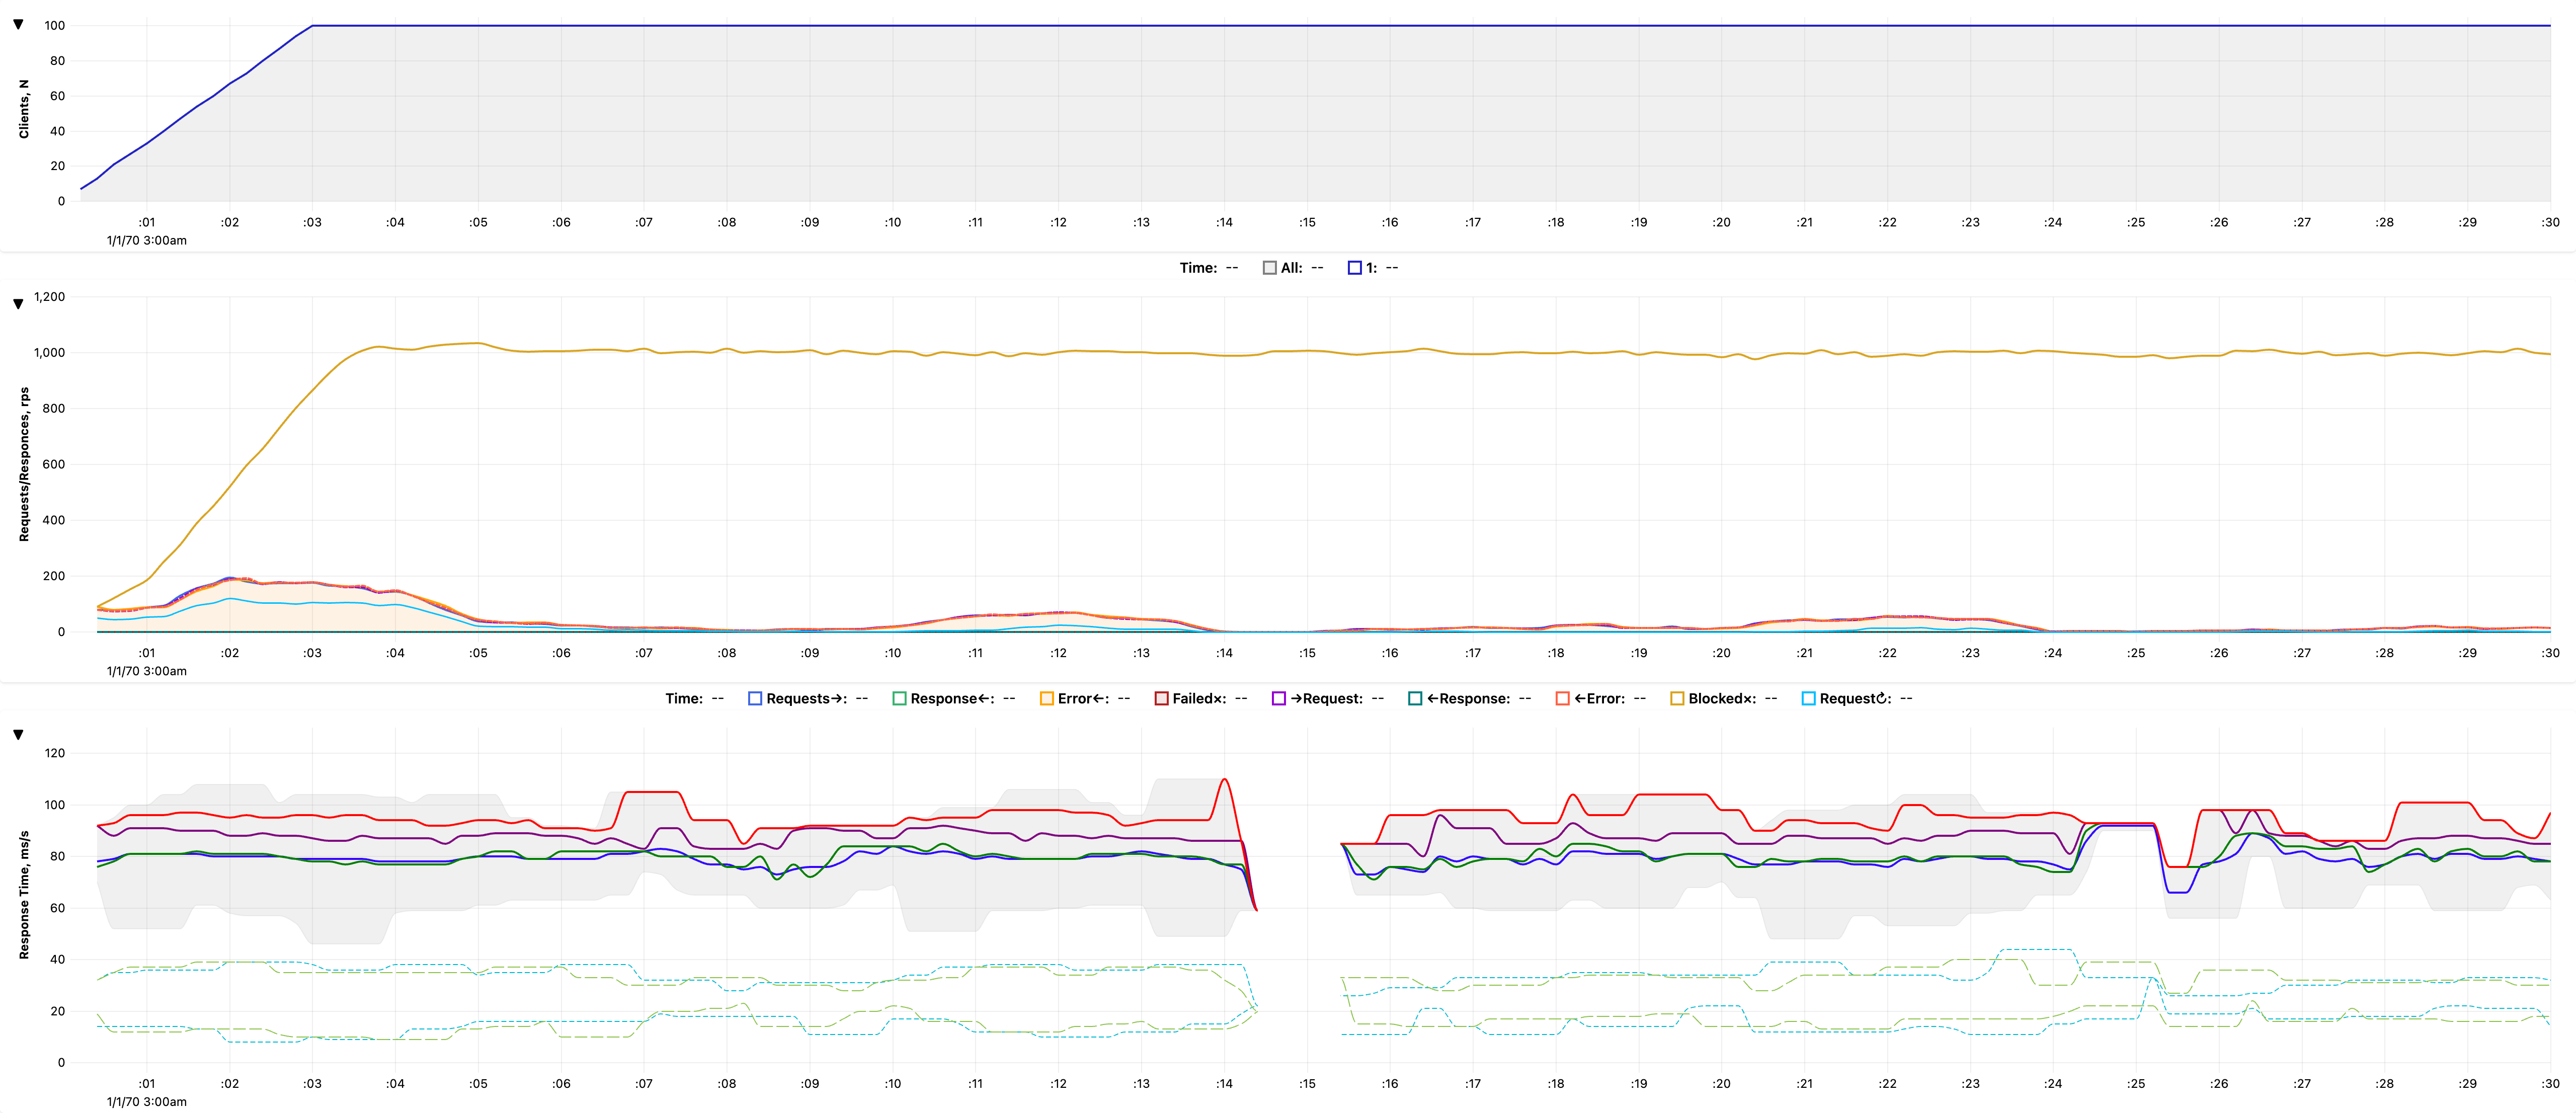 ▼
Clients, N
100
80
60
40
20
0
:01 :02 :03 :04 :05 :06 :07 :08 :09 :10 :11 :12 :13 :14 :15 :16 :17 :18 :19 :20 :21 :22 :23 :24 :25 :26 :27 :28 :29 :30
1/1/70 3:00am
Time: -- All: -- 1: --
▼
Requests/Responces, rps
1,200
1,000
800
600
400
200
0
:01 :02 :03 :04 :05 :06 :07 :08 :09 :10 :11 :12 :13 :14 :15 :16 :17 :18 :19 :20 :21 :22 :23 :24 :25 :26 :27 :28 :29 :30
1/1/70 3:00am
Time: -- Requests→: -- Response←: -- Error←: -- Failed×: -- →Request: -- ←Response: -- ←Error: -- Blocked×: -- Request↻: --
▼
Response Time, ms/s
120
100
80
60
40
20
0
:01 :02 :03 :04 :05 :06 :07 :08 :09 :10 :11 :12 :13 :14 :15 :16 :17 :18 :19 :20 :21 :22 :23 :24 :25 :26 :27 :28 :29 :30
1/1/70 3:00am